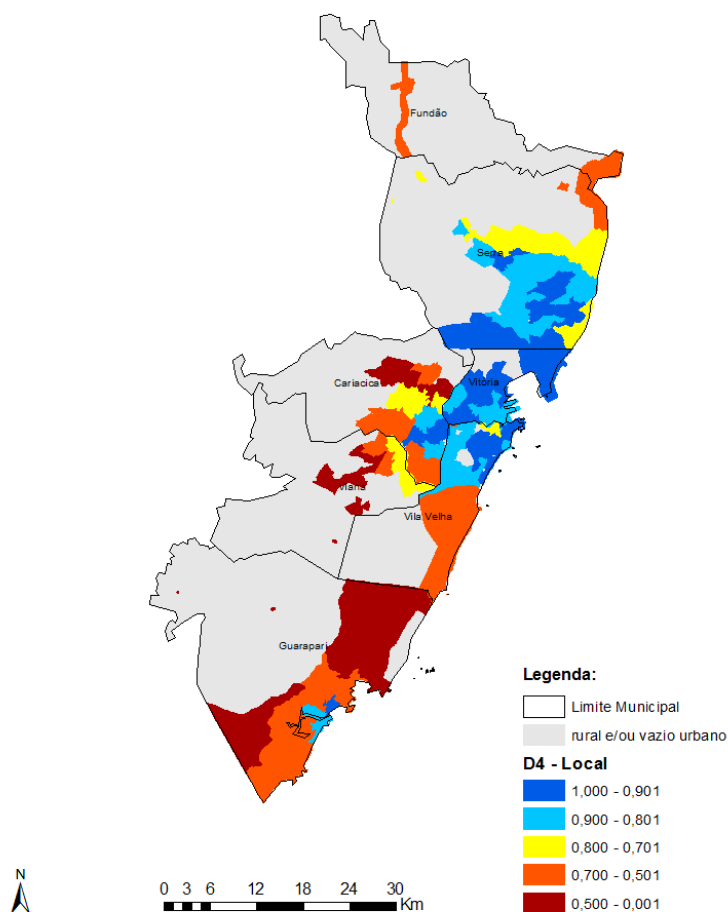 Fundão
Serra
Cariacica
Vitória
Viana
Vila Velha
Guarapari
Legenda:
Limite Municipal
rural e/ou vazio urbano
D4 - Local
1,000 - 0,901
0,900 - 0,801
0,800 - 0,701
0,700 - 0,501
0,500 - 0,001
N
0 3 6 12 18 24 30
Km